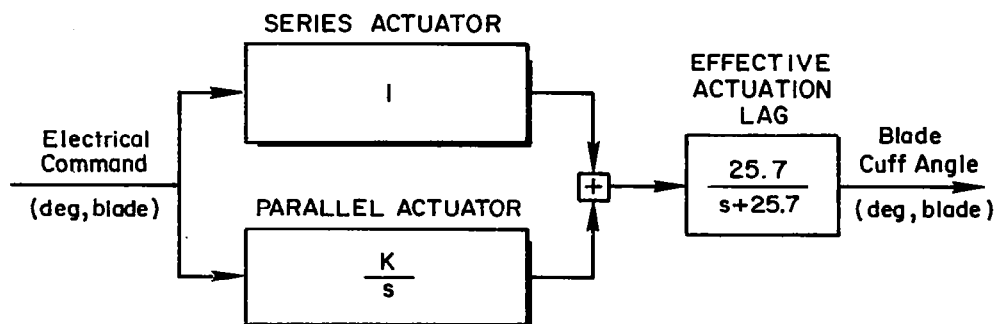 SERIES ACTUATOR
1
EFFECTIVE
ACTUATION
LAG
Electrical
Command
(deg, blade)
+
25.7
s+25.7
Blade
Cuff Angle
(deg, blade)
PARALLEL ACTUATOR
K
s